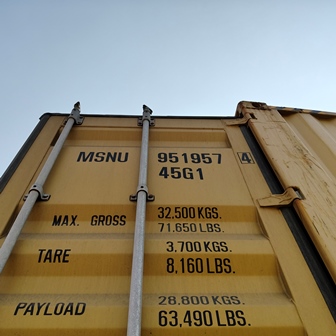 MSNU 951957 4
45G1
MAX. GROSS 32,500 KGS.
71,650 LBS.
TARE 3,700 KGS.
8,160 LBS.
PAYLOAD 28,800 KGS.
63,490 LBS.